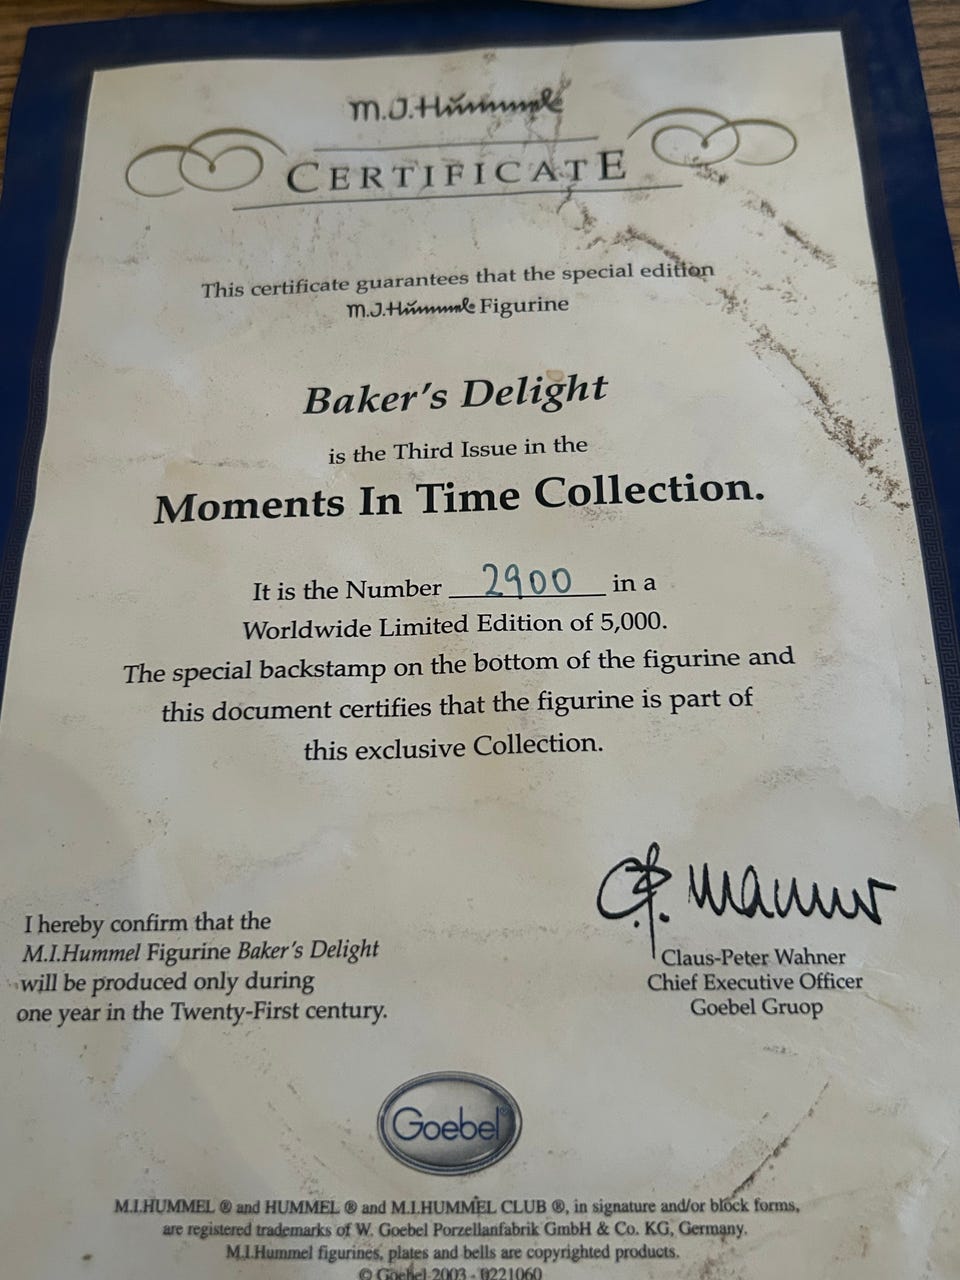 M.J.Hummel
CERTIFICATE
This certificate guarantees that the special edition
M.J.Hummel Figurine
Baker's Delight
is the Third Issue in the
Moments In Time Collection.
It is the Number 2900 in a
Worldwide Limited Edition of 5,000.
The special backstamp on the bottom of the figurine and
this document certifies that the figurine is part of
this exclusive Collection.
I hereby confirm that the
M.I.Hummel Figurine Baker's Delight
will be produced only during
one year in the Twenty-First century.
C.P. Wahner
Claus-Peter Wahner
Chief Executive Officer
Goebel Gruop
Goebel®
M.I.HUMMEL ® and HUMMEL ® and M.I.HUMMEL CLUB ®, in signature and/or block forms,
are registered trademarks of W. Goebel Porzellanfabrik GmbH & Co. KG, Germany.
M.I.Hummel figurines, plates and bells are copyrighted products.
© Goebel 2003 - 0221060